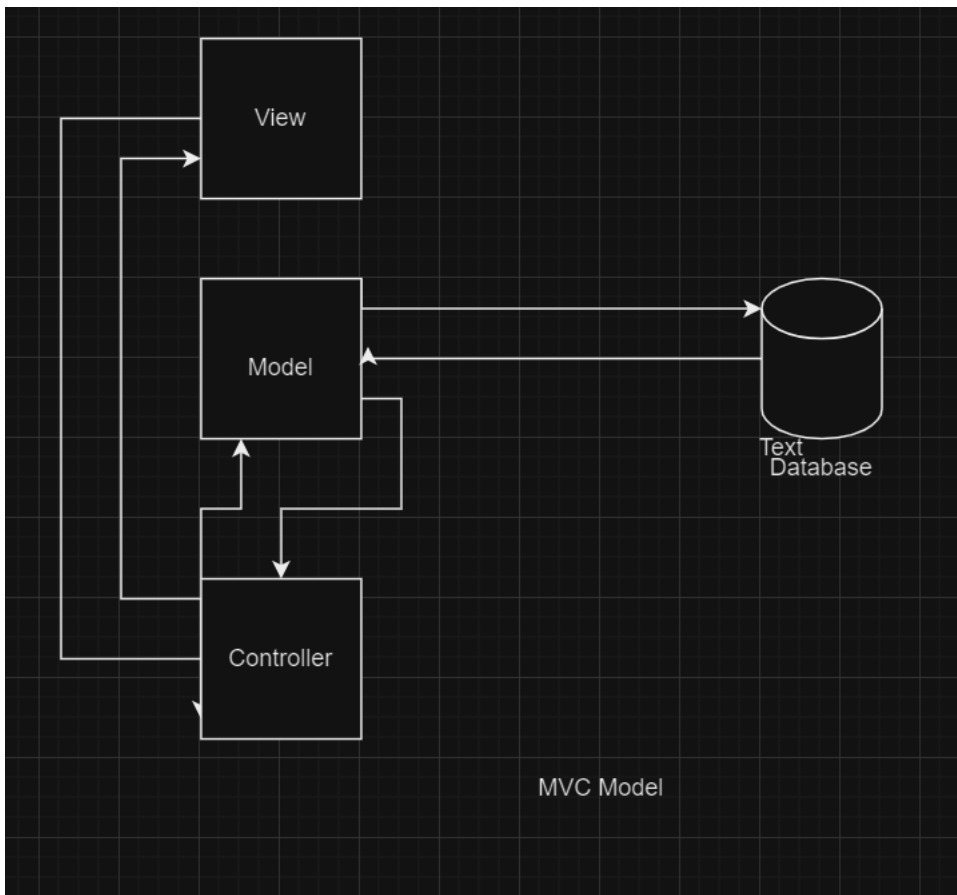 View
Model
Text
Database
Controller
MVC Model